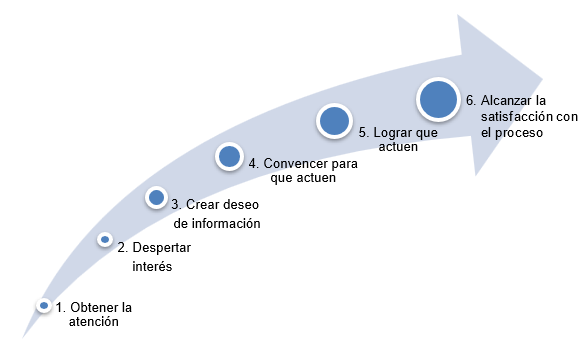 1. Obtener la
atención
2. Despertar
interés
3. Crear deseo
de información
4. Convencer para
que actuen
5. Lograr que
actuen
6. Alcanzar la
satisfacción con
el proceso